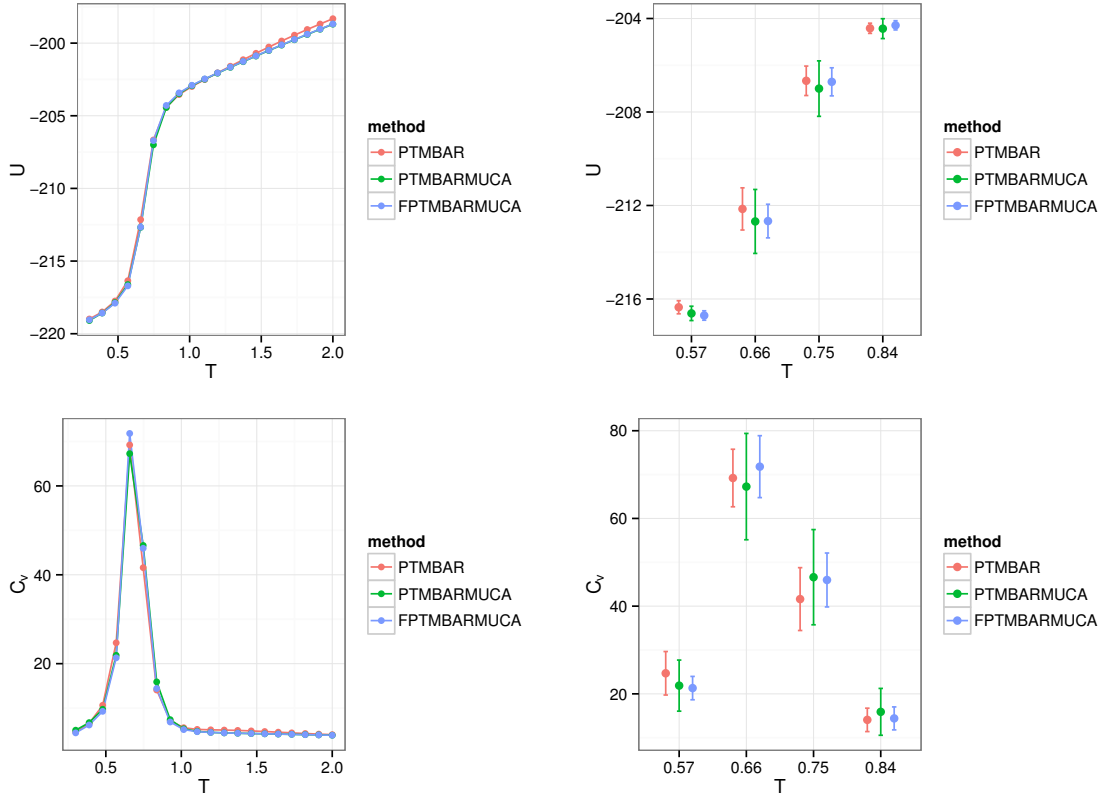 −200
−205
−210
−215
−220
U
0.5 1.0 1.5 2.0
T
method
PTMBAR
PTMBARMUCA
FPTMBARMUCA
−204
−208
−212
−216
U
0.57 0.66 0.75 0.84
T
method
PTMBAR
PTMBARMUCA
FPTMBARMUCA
60
40
20
Cv
0.5 1.0 1.5 2.0
T
method
PTMBAR
PTMBARMUCA
FPTMBARMUCA
80
60
40
20
Cv
0.57 0.66 0.75 0.84
T
method
PTMBAR
PTMBARMUCA
FPTMBARMUCA